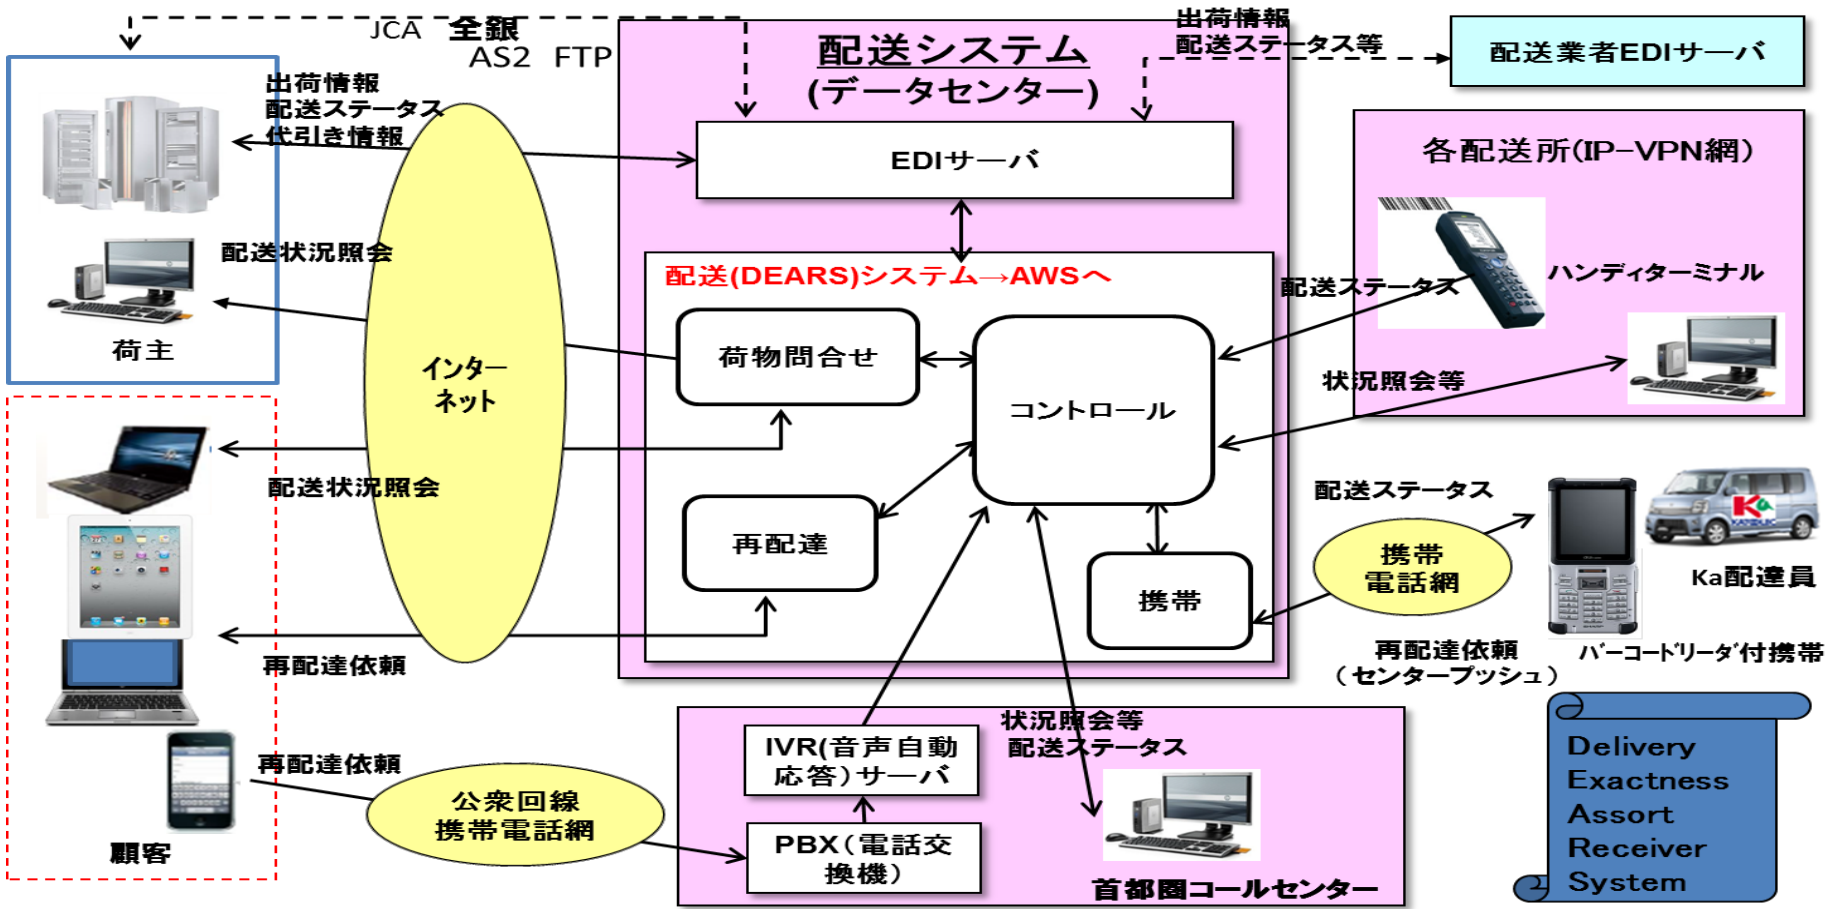 JCA 全銀
AS2 FTP
出荷情報
配送ステータス
代引き情報
配送状況照会
荷主
インター
ネット
配送状況照会
再配達依頼
再配達依頼
顧客
公衆回線
携帯電話網
配送システム
(データセンター)
EDIサーバ
配送(DEARS)システム→AWSへ
荷物問合せ
コントロール
再配達
携帯
出荷情報
配送ステータス等
配送業者EDIサーバ
各配送所(IP-VPN網)
ハンディターミナル
配送ステータス
状況照会等
配送ステータス
携帯
電話網
Ka配達員
再配達依頼
(センタープッシュ)
バーコードリーダ付携帯
IVR(音声自動
応答)サーバ
PBX(電話交
換機)
状況照会等
配送ステータス
首都圏コールセンター
Delivery
Exactness
Assort
Receiver
System